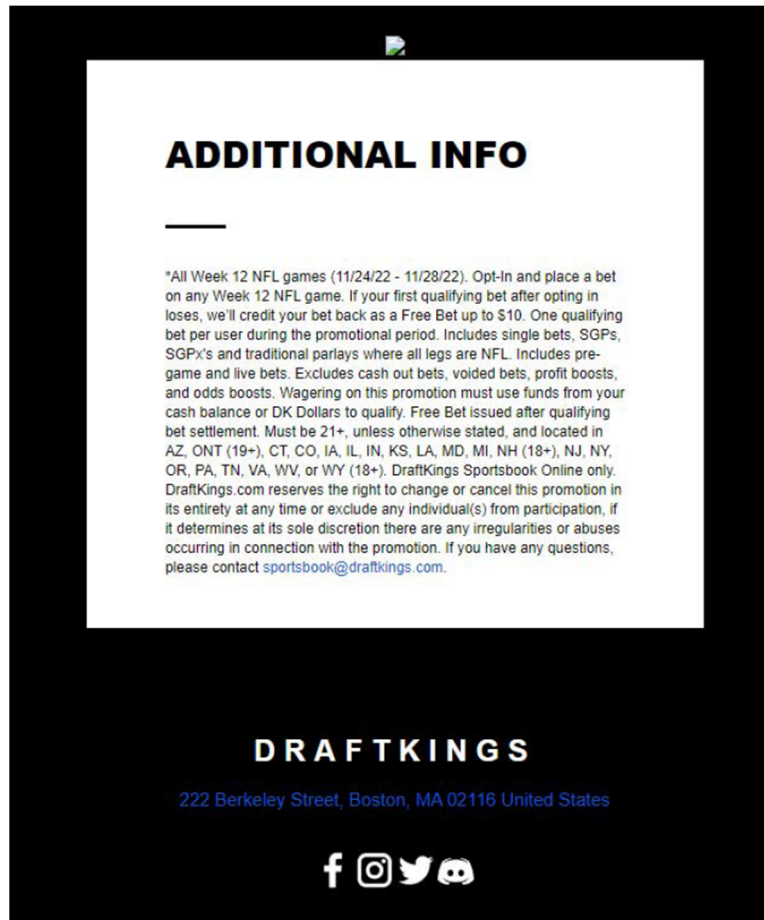 ADDITIONAL INFO
*All Week 12 NFL games (11/24/22 - 11/28/22). Opt-In and place a bet
on any Week 12 NFL game. If your first qualifying bet after opting in
loses, we'll credit your bet back as a Free Bet up to $10. One qualifying
bet per user during the promotional period. Includes single bets, SGPs,
SGPx's and traditional parlays where all legs are NFL. Includes pre-
game and live bets. Excludes cash out bets, voided bets, profit boosts,
and odds boosts. Wagering on this promotion must use funds from your
cash balance or DK Dollars to qualify. Free Bet issued after qualifying
bet settlement. Must be 21+, unless otherwise stated, and located in
AZ, ONT (19+), CT, CO, IA, IL, IN, KS, LA, MD, MI, NH (18+), NJ, NY,
OR, PA, TN, VA, WV, or WY (18+). DraftKings Sportsbook Online only.
DraftKings.com reserves the right to change or cancel this promotion in
its entirety at any time or exclude any individual(s) from participation, if
it determines at its sole discretion there are any irregularities or abuses
occurring in connection with the promotion. If you have any questions,
please contact sportsbook@draftkings.com.
DRAFTKINGS
222 Berkeley Street, Boston, MA 02116 United States